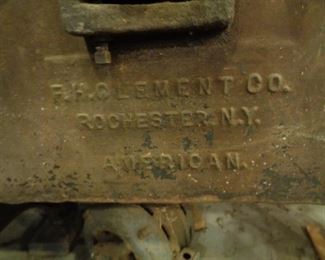 F.H.CLEMENT CO.
ROCHESTER, N.Y.
AMERICAN.